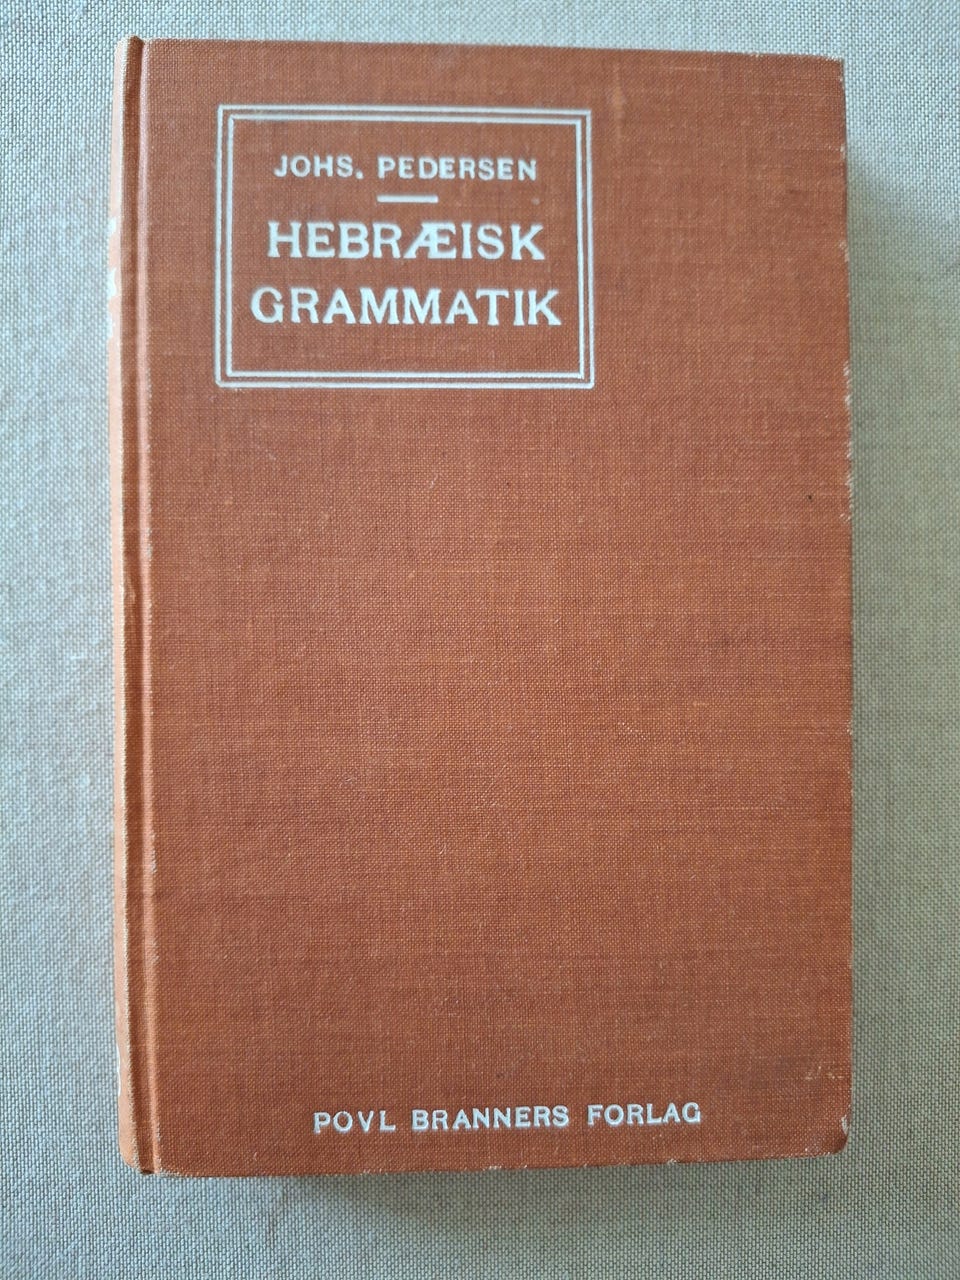 JOHS. PEDERSEN
HEBRÆISK
GRAMMATIK
POVL BRANNERS FORLAG